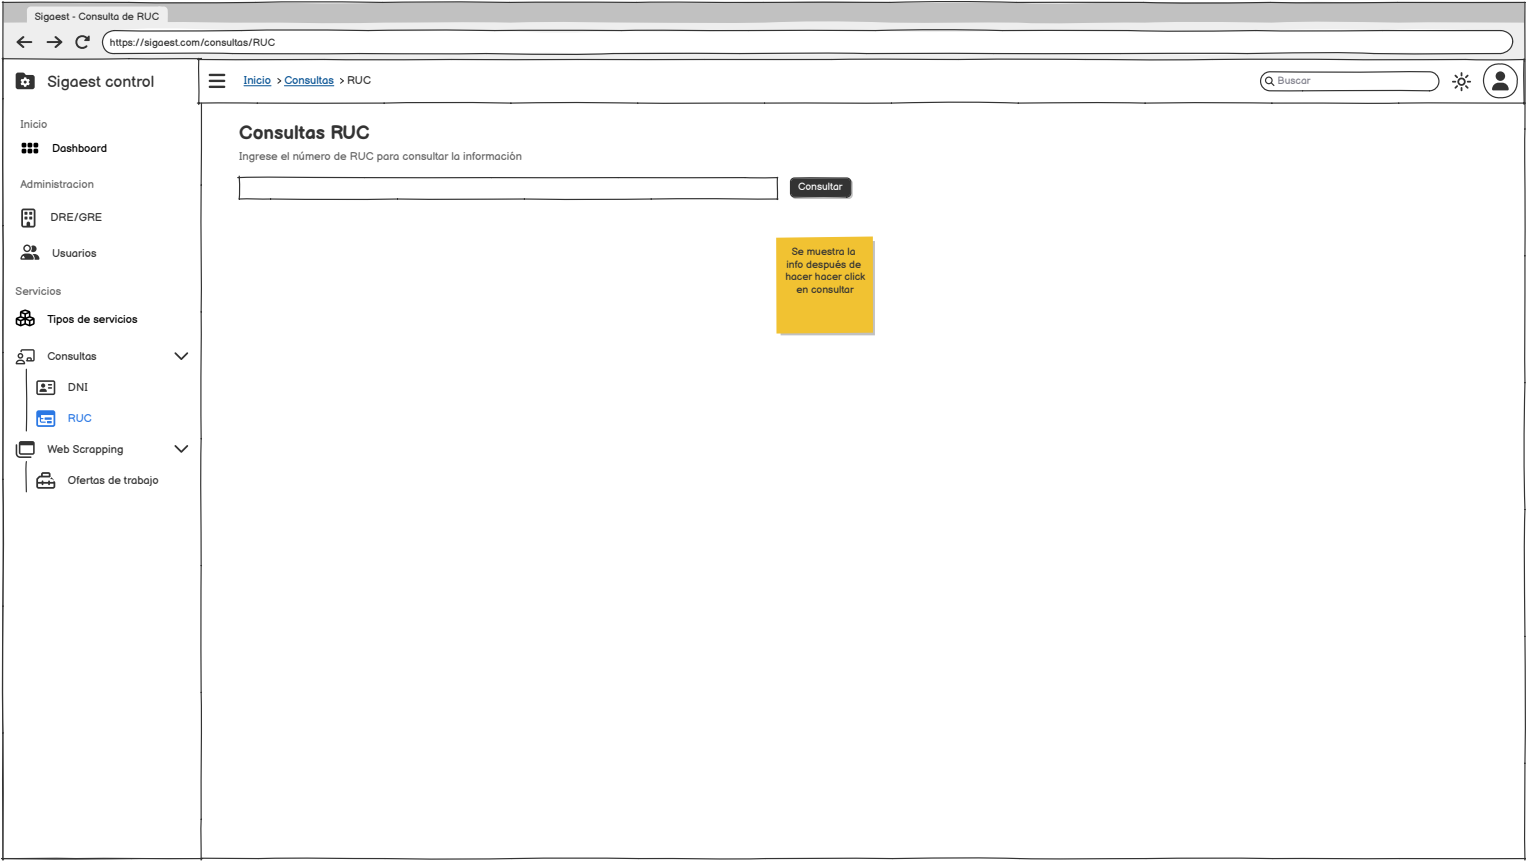 Sigaest - Consulta de RUC
https://sigaest.com/consultas/RUC
Sigaest control
Inicio > Consultas > RUC
Buscar
Inicio
Dashboard
Administracion
DRE/GRE
Usuarios
Servicios
Tipos de servicios
Consultas
DNI
RUC
Web Scrapping
Ofertas de trabajo
Consultas RUC
Ingrese el número de RUC para consultar la información
Consultar
Se muestra la
info después de
hacer hacer click
en consultar